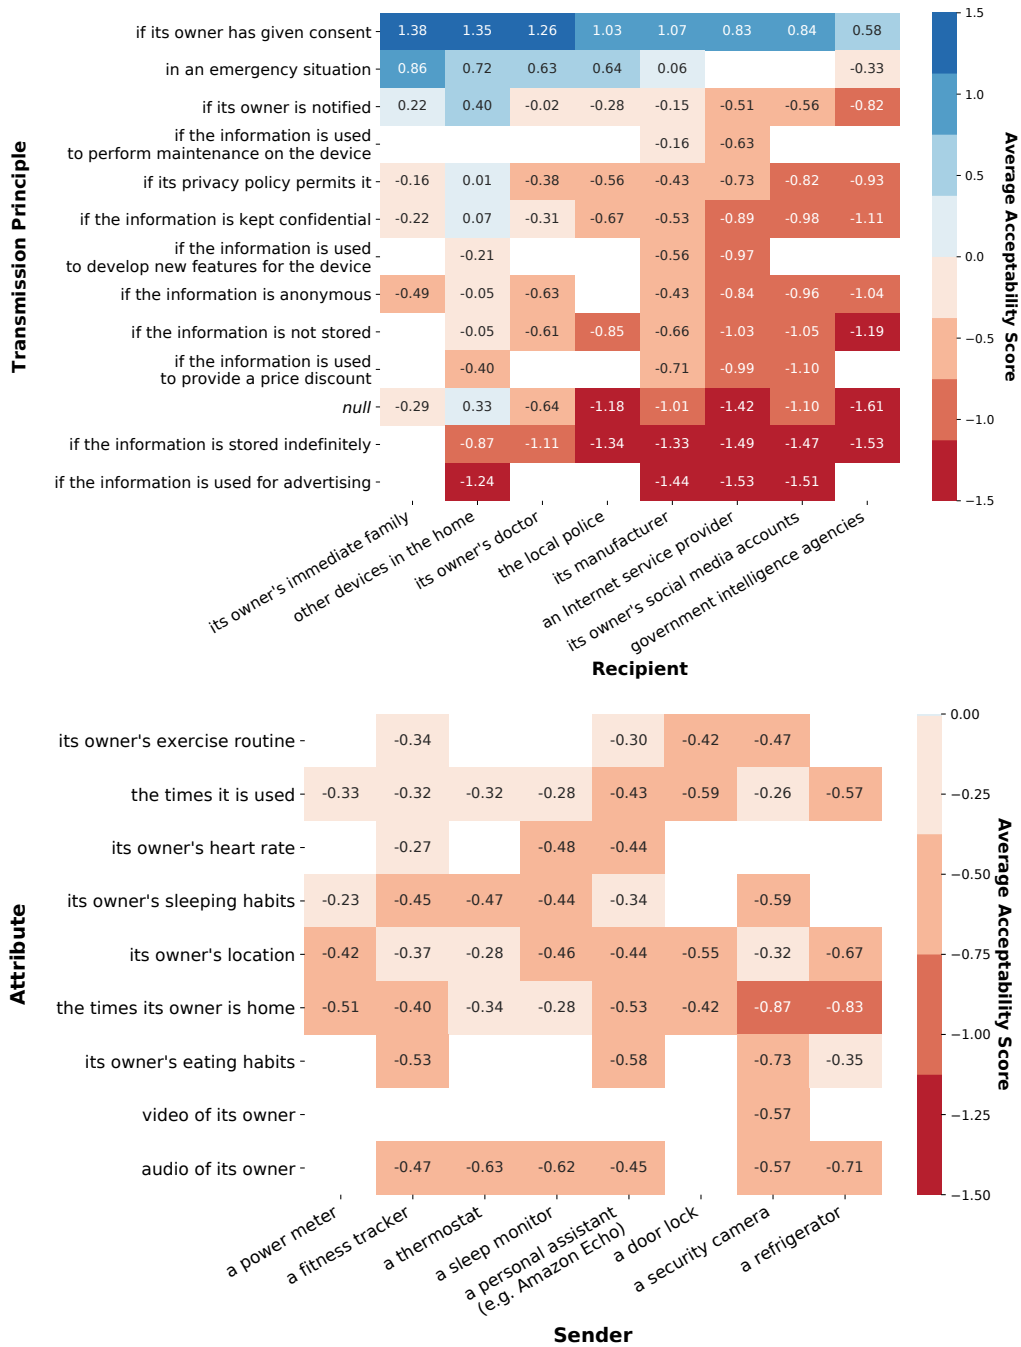 Transmission Principle
if its owner has given consent 1.38 1.35 1.26 1.03 1.07 0.83 0.84 0.58
in an emergency situation 0.86 0.72 0.63 0.64 0.06 -0.33
if its owner is notified 0.22 0.40 -0.02 -0.28 -0.15 -0.51 -0.56 -0.82
if the information is used
to perform maintenance on the device -0.16 -0.63
if its privacy policy permits it -0.16 0.01 -0.38 -0.56 -0.43 -0.73 -0.82 -0.93
if the information is kept confidential -0.22 0.07 -0.31 -0.67 -0.53 -0.89 -0.98 -1.11
if the information is used
to develop new features for the device -0.21 -0.56 -0.97
if the information is anonymous -0.49 -0.05 -0.63 -0.43 -0.84 -0.96 -1.04
if the information is not stored -0.05 -0.61 -0.85 -0.66 -1.03 -1.05 -1.19
if the information is used
to provide a price discount -0.40 -0.71 -0.99 -1.10
null -0.29 0.33 -0.64 -1.18 -1.01 -1.42 -1.10 -1.61
if the information is stored indefinitely -0.87 -1.11 -1.34 -1.33 -1.49 -1.47 -1.53
if the information is used for advertising -1.24 -1.44 -1.53 -1.51
its owner's immediate family
other devices in the home
its owner's doctor
the local police
its manufacturer
an Internet service provider
its owner's social media accounts
government intelligence agencies
Recipient
1.5
1.0
0.5
0.0
−0.5
−1.0
−1.5
Average Acceptability Score
Attribute
its owner's exercise routine -0.34 -0.30 -0.42 -0.47
the times it is used -0.33 -0.32 -0.32 -0.28 -0.43 -0.59 -0.26 -0.57
its owner's heart rate -0.27 -0.48 -0.44
its owner's sleeping habits -0.23 -0.45 -0.47 -0.44 -0.34 -0.59
its owner's location -0.42 -0.37 -0.28 -0.46 -0.44 -0.55 -0.32 -0.67
the times its owner is home -0.51 -0.40 -0.34 -0.28 -0.53 -0.42 -0.87 -0.83
its owner's eating habits -0.53 -0.58 -0.73 -0.35
video of its owner -0.57
audio of its owner -0.47 -0.63 -0.62 -0.45 -0.57 -0.71
a power meter
a fitness tracker
a thermostat
a sleep monitor
a personal assistant
(e.g. Amazon Echo)
a door lock
a security camera
a refrigerator
Sender
0.00
−0.25
−0.50
−0.75
−1.00
−1.25
−1.50
Average Acceptability Score